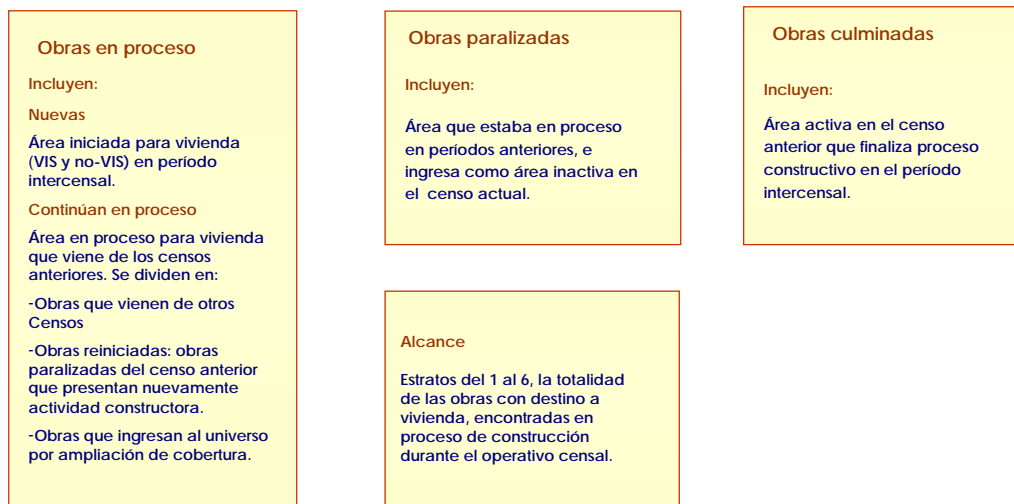 Obras en proceso
Incluyen:
Nuevas
Área iniciada para vivienda
(VIS y no-VIS) en período
intercensal.
Continúan en proceso
Área en proceso para vivienda
que viene de los censos
anteriores. Se dividen en:
-Obras que vienen de otros
Censos
-Obras reiniciadas: obras
paralizadas del censo anterior
que presentan nuevamente
actividad constructora.
-Obras que ingresan al universo
por ampliación de cobertura.
Obras paralizadas
Incluyen:
Área que estaba en proceso
en períodos anteriores, e
ingresa como área inactiva en
el censo actual.
Obras culminadas
Incluyen:
Área activa en el censo
anterior que finaliza proceso
constructivo en el período
intercensal.
Alcance
Estratos del 1 al 6, la totalidad
de las obras con destino a
vivienda, encontradas en
proceso de construcción
durante el operativo censal.